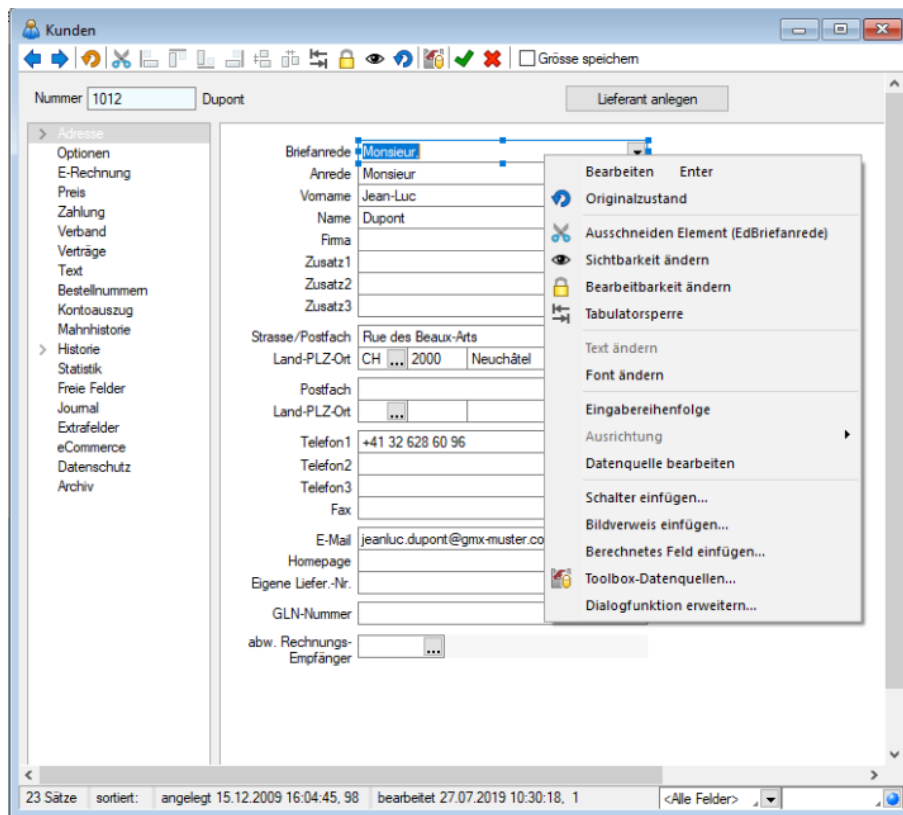 Kunden
Grösse speichern
Nummer 1012 Dupont Lieferant anlegen
Adresse
Optionen
E-Rechnung
Preis
Zahlung
Verband
Verträge
Text
Bestellnummern
Kontoauszug
Mahnhistorie
Historie
Statistik
Freie Felder
Journal
Extrafelder
eCommerce
Datenschutz
Archiv
Briefanrede Monsieur,
Anrede Monsieur
Vorname Jean-Luc
Name Dupont
Firma
Zusatz1
Zusatz2
Zusatz3
Strasse/Postfach Rue des Beaux-Arts
Land-PLZ-Ort CH ... 2000 Neuchâtel
Postfach
Land-PLZ-Ort ...
Telefon1 +41 32 628 60 96
Telefon2
Telefon3
Fax
E-Mail jeanluc.dupont@gmx-muster.co
Homepage
Eigene Liefer.-Nr.
GLN-Nummer
abw. Rechnungs-
Empfänger ...
Bearbeiten Enter
Originalzustand
Ausschneiden Element (EdBriefanrede)
Sichtbarkeit ändern
Bearbeitbarkeit ändern
Tabulatorsperre
Text ändern
Font ändern
Eingabereihenfolge
Ausrichtung
Datenquelle bearbeiten
Schalter einfügen...
Bildverweis einfügen...
Berechnetes Feld einfügen...
Toolbox-Datenquellen...
Dialogfunktion erweitern...
23 Sätze sortiert: angelegt 15.12.2009 16:04:45, 98 bearbeitet 27.07.2019 10:30:18, 1 <Alle Felder>